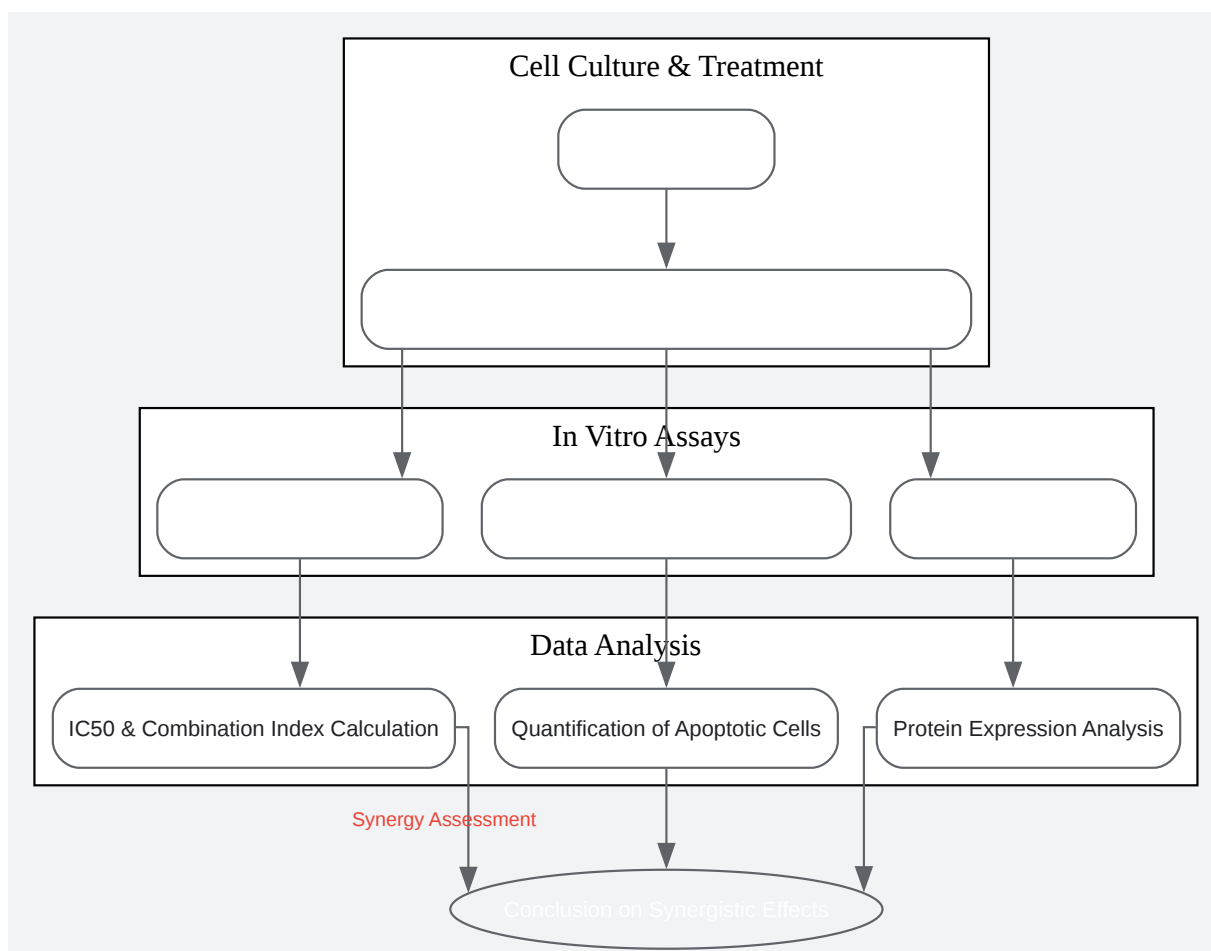 Cell Culture & Treatment
In Vitro Assays
Data Analysis
IC50 & Combination Index Calculation
Quantification of Apoptotic Cells
Protein Expression Analysis
Synergy Assessment
Conclusion on Synergistic Effects